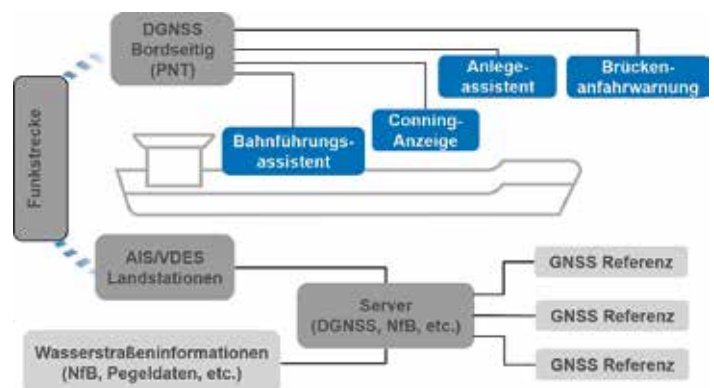 DGNSS
Bordseitig
(PNT)
Anlege-
assistent
Brücken-
anfahrwarnung
Conning-
Anzeige
Bahnführungs-
assistent
Funkstrecke
AIS/VDES
Landstationen
GNSS Referenz
Server
(DGNSS, NfB, etc.)
GNSS Referenz
Wasserstraßeninformationen
(NfB, Pegeldaten, etc.)
GNSS Referenz